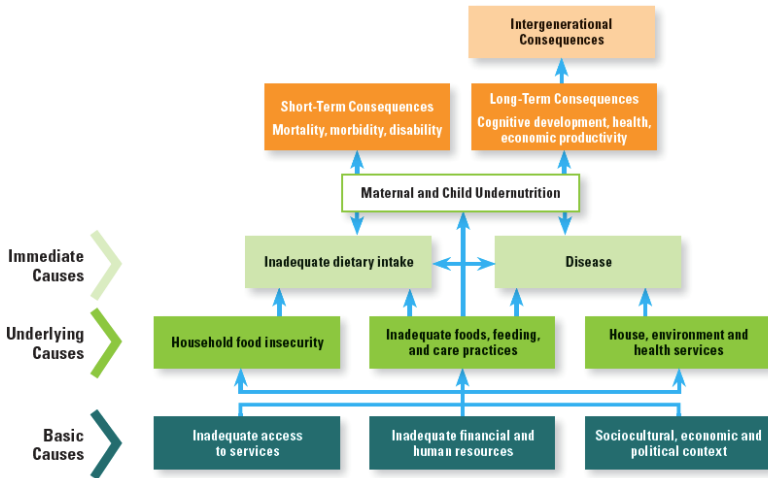 Intergenerational
Consequences
Short-Term Consequences
Mortality, morbidity, disability
Long-Term Consequences
Cognitive development, health,
economic productivity
Maternal and Child Undernutrition
Immediate
Causes
Inadequate dietary intake
Disease
Underlying
Causes
Household food insecurity
Inadequate foods, feeding,
and care practices
House, environment and
health services
Basic
Causes
Inadequate access
to services
Inadequate financial and
human resources
Sociocultural, economic and
political context